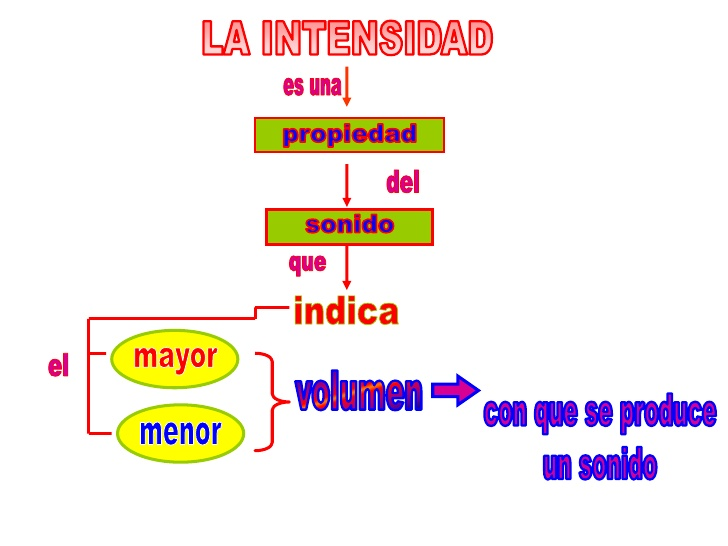 LA INTENSIDAD
es una
propiedad
del
sonido
que
indica
el
mayor
menor
volumen
con que se produce
un sonido